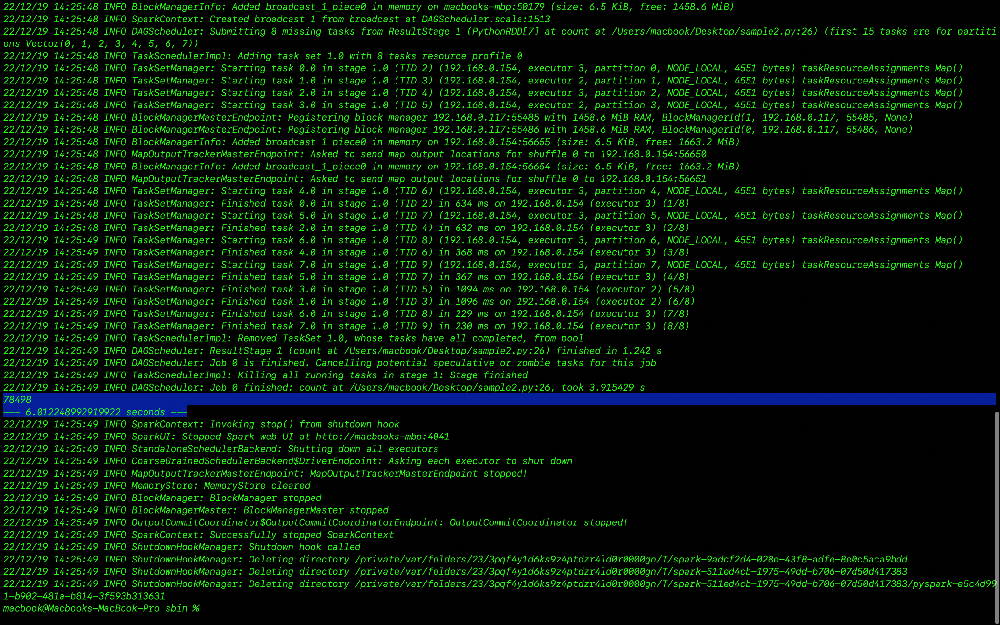 22/12/19 14:25:48 INFO BlockManagerInfo: Added broadcast_1_piece0 in memory on macbooks-mbp:50179 (size: 6.5 KiB, free: 1458.6 MiB)
22/12/19 14:25:48 INFO SparkContext: Created broadcast 1 from broadcast at DAGScheduler.scala:1513
22/12/19 14:25:48 INFO DAGScheduler: Submitting 8 missing tasks from ResultStage 1 (PythonRDD[7] at count at /Users/macbook/Desktop/sample2.py:26) (first 15 tasks are for partiti
ons Vector(0, 1, 2, 3, 4, 5, 6, 7))
22/12/19 14:25:48 INFO TaskSchedulerImpl: Adding task set 1.0 with 8 tasks resource profile 0
22/12/19 14:25:48 INFO TaskSetManager: Starting task 0.0 in stage 1.0 (TID 2) (192.168.0.154, executor 3, partition 0, NODE_LOCAL, 4551 bytes) taskResourceAssignments Map()
22/12/19 14:25:48 INFO TaskSetManager: Starting task 1.0 in stage 1.0 (TID 3) (192.168.0.154, executor 2, partition 1, NODE_LOCAL, 4551 bytes) taskResourceAssignments Map()
22/12/19 14:25:48 INFO TaskSetManager: Starting task 2.0 in stage 1.0 (TID 4) (192.168.0.154, executor 3, partition 2, NODE_LOCAL, 4551 bytes) taskResourceAssignments Map()
22/12/19 14:25:48 INFO TaskSetManager: Starting task 3.0 in stage 1.0 (TID 5) (192.168.0.154, executor 2, partition 3, NODE_LOCAL, 4551 bytes) taskResourceAssignments Map()
22/12/19 14:25:48 INFO BlockManagerMasterEndpoint: Registering block manager 192.168.0.117:55485 with 1458.6 MiB RAM, BlockManagerId(1, 192.168.0.117, 55485, None)
22/12/19 14:25:48 INFO BlockManagerMasterEndpoint: Registering block manager 192.168.0.117:55486 with 1458.6 MiB RAM, BlockManagerId(0, 192.168.0.117, 55486, None)
22/12/19 14:25:48 INFO BlockManagerInfo: Added broadcast_1_piece0 in memory on 192.168.0.154:56655 (size: 6.5 KiB, free: 1663.2 MiB)
22/12/19 14:25:48 INFO MapOutputTrackerMasterEndpoint: Asked to send map output locations for shuffle 0 to 192.168.0.154:56650
22/12/19 14:25:48 INFO BlockManagerInfo: Added broadcast_1_piece0 in memory on 192.168.0.154:56654 (size: 6.5 KiB, free: 1663.2 MiB)
22/12/19 14:25:48 INFO MapOutputTrackerMasterEndpoint: Asked to send map output locations for shuffle 0 to 192.168.0.154:56651
22/12/19 14:25:48 INFO TaskSetManager: Starting task 4.0 in stage 1.0 (TID 6) (192.168.0.154, executor 3, partition 4, NODE_LOCAL, 4551 bytes) taskResourceAssignments Map()
22/12/19 14:25:48 INFO TaskSetManager: Finished task 0.0 in stage 1.0 (TID 2) in 634 ms on 192.168.0.154 (executor 3) (1/8)
22/12/19 14:25:48 INFO TaskSetManager: Starting task 5.0 in stage 1.0 (TID 7) (192.168.0.154, executor 3, partition 5, NODE_LOCAL, 4551 bytes) taskResourceAssignments Map()
22/12/19 14:25:48 INFO TaskSetManager: Finished task 2.0 in stage 1.0 (TID 4) in 632 ms on 192.168.0.154 (executor 3) (2/8)
22/12/19 14:25:49 INFO TaskSetManager: Starting task 6.0 in stage 1.0 (TID 8) (192.168.0.154, executor 3, partition 6, NODE_LOCAL, 4551 bytes) taskResourceAssignments Map()
22/12/19 14:25:49 INFO TaskSetManager: Finished task 4.0 in stage 1.0 (TID 6) in 368 ms on 192.168.0.154 (executor 3) (3/8)
22/12/19 14:25:49 INFO TaskSetManager: Starting task 7.0 in stage 1.0 (TID 9) (192.168.0.154, executor 3, partition 7, NODE_LOCAL, 4551 bytes) taskResourceAssignments Map()
22/12/19 14:25:49 INFO TaskSetManager: Finished task 5.0 in stage 1.0 (TID 7) in 367 ms on 192.168.0.154 (executor 3) (4/8)
22/12/19 14:25:49 INFO TaskSetManager: Finished task 3.0 in stage 1.0 (TID 5) in 1094 ms on 192.168.0.154 (executor 2) (5/8)
22/12/19 14:25:49 INFO TaskSetManager: Finished task 1.0 in stage 1.0 (TID 3) in 1096 ms on 192.168.0.154 (executor 2) (6/8)
22/12/19 14:25:49 INFO TaskSetManager: Finished task 6.0 in stage 1.0 (TID 8) in 229 ms on 192.168.0.154 (executor 3) (7/8)
22/12/19 14:25:49 INFO TaskSetManager: Finished task 7.0 in stage 1.0 (TID 9) in 230 ms on 192.168.0.154 (executor 3) (8/8)
22/12/19 14:25:49 INFO TaskSchedulerImpl: Removed TaskSet 1.0, whose tasks have all completed, from pool
22/12/19 14:25:49 INFO DAGScheduler: ResultStage 1 (count at /Users/macbook/Desktop/sample2.py:26) finished in 1.242 s
22/12/19 14:25:49 INFO DAGScheduler: Job 0 is finished. Cancelling potential speculative or zombie tasks for this job
22/12/19 14:25:49 INFO TaskSchedulerImpl: Killing all running tasks in stage 1: Stage finished
22/12/19 14:25:49 INFO DAGScheduler: Job 0 finished: count at /Users/macbook/Desktop/sample2.py:26, took 3.915429 s
78498
--- 6.012248992919922 seconds ---
22/12/19 14:25:49 INFO SparkContext: Invoking stop() from shutdown hook
22/12/19 14:25:49 INFO SparkUI: Stopped Spark web UI at http://macbooks-mbp:4041
22/12/19 14:25:49 INFO StandaloneSchedulerBackend: Shutting down all executors
22/12/19 14:25:49 INFO CoarseGrainedSchedulerBackend$DriverEndpoint: Asking each executor to shut down
22/12/19 14:25:49 INFO MapOutputTrackerMasterEndpoint: MapOutputTrackerMasterEndpoint stopped!
22/12/19 14:25:49 INFO MemoryStore: MemoryStore cleared
22/12/19 14:25:49 INFO BlockManager: BlockManager stopped
22/12/19 14:25:49 INFO BlockManagerMaster: BlockManagerMaster stopped
22/12/19 14:25:49 INFO OutputCommitCoordinator$OutputCommitCoordinatorEndpoint: OutputCommitCoordinator stopped!
22/12/19 14:25:49 INFO SparkContext: Successfully stopped SparkContext
22/12/19 14:25:49 INFO ShutdownHookManager: Shutdown hook called
22/12/19 14:25:49 INFO ShutdownHookManager: Deleting directory /private/var/folders/23/3pqf4y1d6ks9z4ptdzr4ld0r0000gn/T/spark-9adcf2d4-028e-43f8-adfe-8e0c5aca9bdd
22/12/19 14:25:49 INFO ShutdownHookManager: Deleting directory /private/var/folders/23/3pqf4y1d6ks9z4ptdzr4ld0r0000gn/T/spark-511ed4cb-1975-49dd-b706-07d50d417383
22/12/19 14:25:49 INFO ShutdownHookManager: Deleting directory /private/var/folders/23/3pqf4y1d6ks9z4ptdzr4ld0r0000gn/T/spark-511ed4cb-1975-49dd-b706-07d50d417383/pyspark-e5c4d99
1-b902-481a-b814-3f593b313631
macbook@Macbooks-MacBook-Pro sbin %